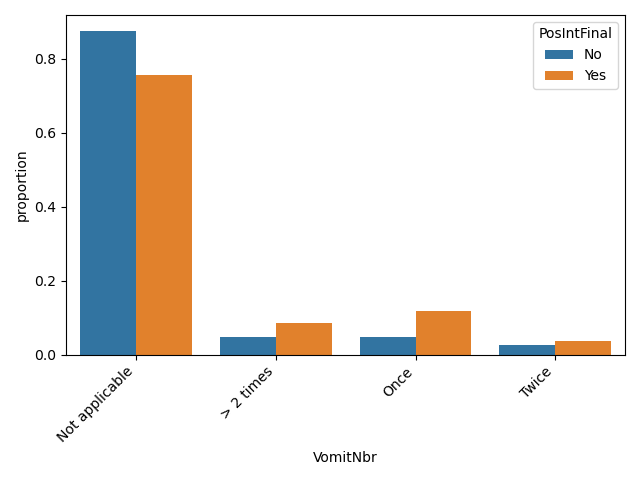 PosIntFinal
No
Yes
proportion
0.8
0.6
0.4
0.2
0.0
Not applicable
> 2 times
Once
Twice
VomitNbr